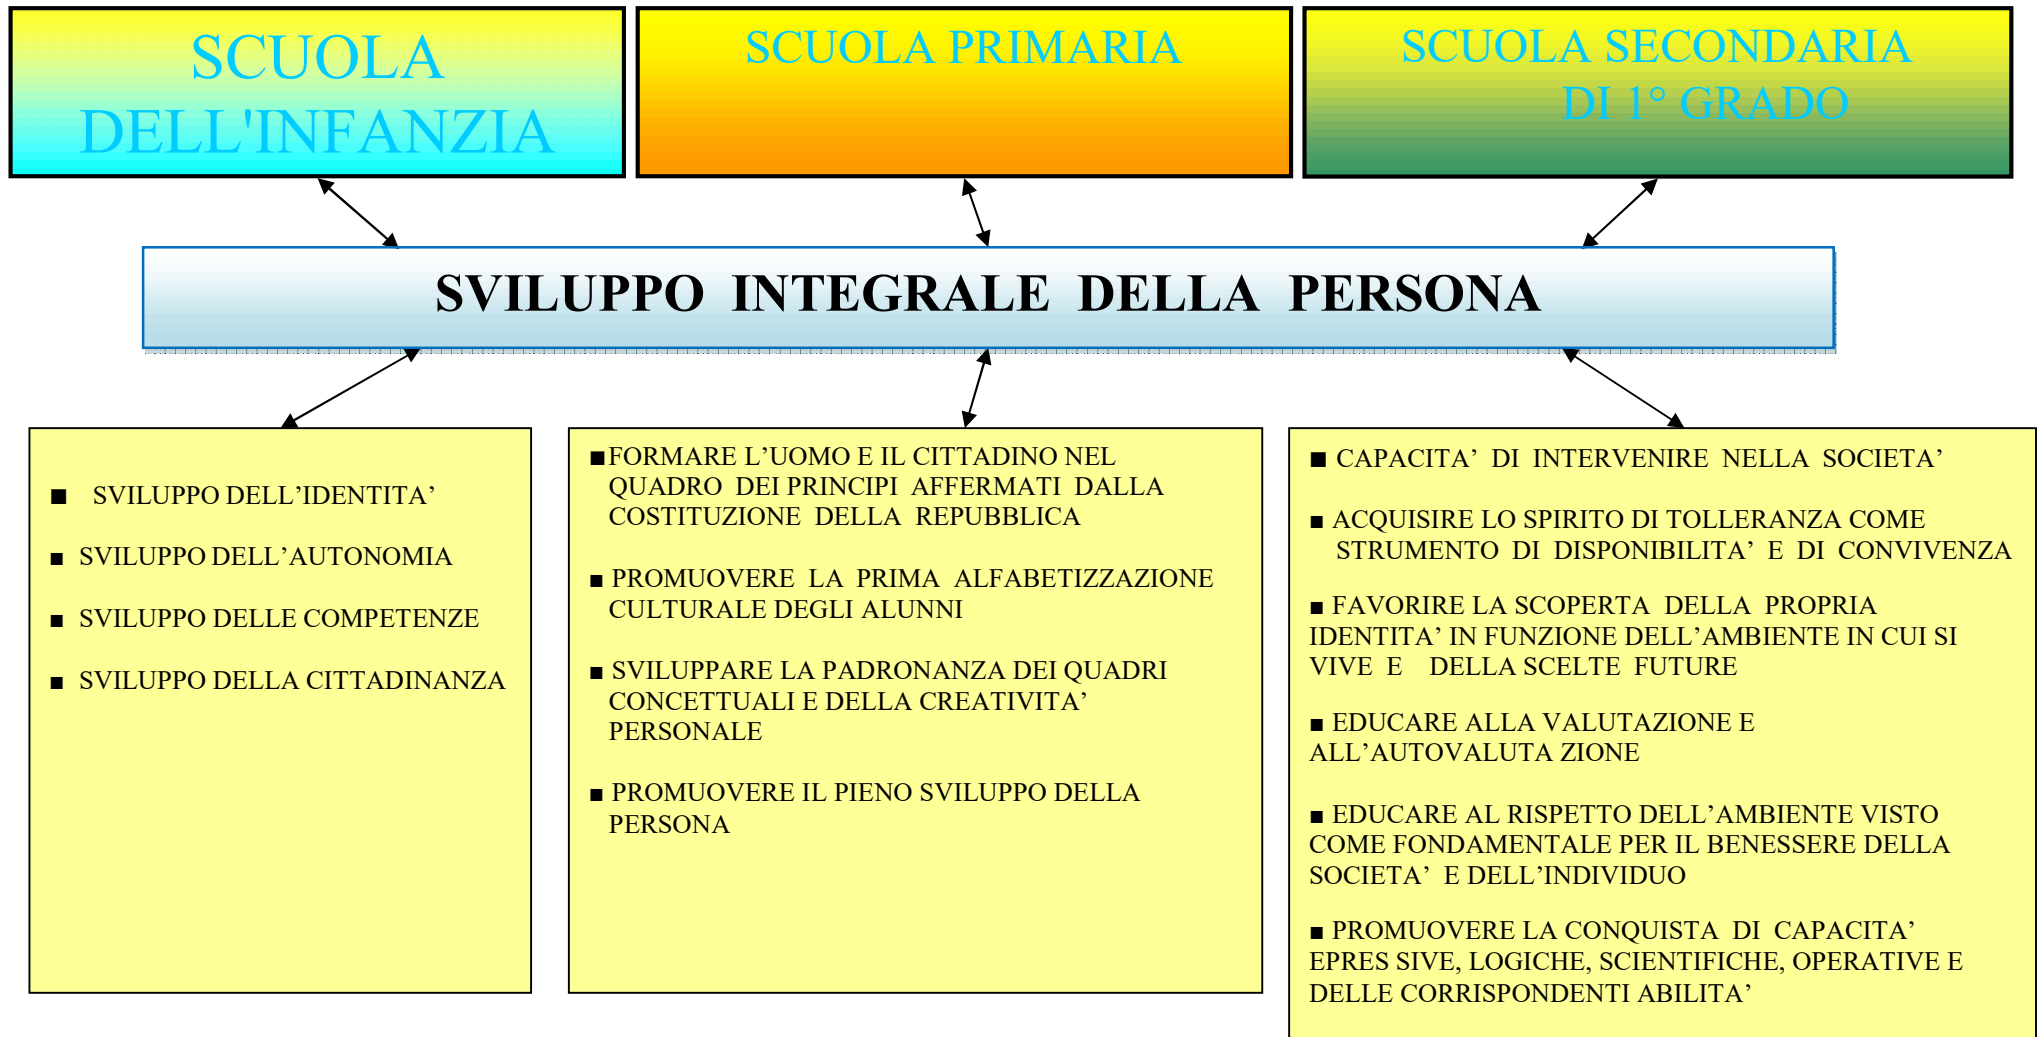 SCUOLA
DELL'INFANZIA
SCUOLA PRIMARIA
SCUOLA SECONDARIA
DI 1° GRADO
SVILUPPO INTEGRALE DELLA PERSONA
■ SVILUPPO DELL’IDENTITA’
■ SVILUPPO DELL’AUTONOMIA
■ SVILUPPO DELLE COMPETENZE
■ SVILUPPO DELLA CITTADINANZA
■FORMARE L’UOMO E IL CITTADINO NEL
QUADRO DEI PRINCIPI AFFERMATI DALLA
COSTITUZIONE DELLA REPUBBLICA
■ PROMUOVERE LA PRIMA ALFABETIZZAZIONE
CULTURALE DEGLI ALUNNI
■ SVILUPPARE LA PADRONANZA DEI QUADRI
CONCETTUALI E DELLA CREATIVITA’
PERSONALE
■ PROMUOVERE IL PIENO SVILUPPO DELLA
PERSONA
■ CAPACITA’ DI INTERVENIRE NELLA SOCIETA’
■ ACQUISIRE LO SPIRITO DI TOLLERANZA COME
STRUMENTO DI DISPONIBILITA’ E DI CONVIVENZA
■ FAVORIRE LA SCOPERTA DELLA PROPRIA
IDENTITA’ IN FUNZIONE DELL’AMBIENTE IN CUI SI
VIVE E DELLA SCELTE FUTURE
■ EDUCARE ALLA VALUTAZIONE E
ALL’AUTOVALUTA ZIONE
■ EDUCARE AL RISPETTO DELL’AMBIENTE VISTO
COME FONDAMENTALE PER IL BENESSERE DELLA
SOCIETA’ E DELL’INDIVIDUO
■ PROMUOVERE LA CONQUISTA DI CAPACITA’
EPRES SIVE, LOGICHE, SCIENTIFICHE, OPERATIVE E
DELLE CORRISPONDENTI ABILITA’